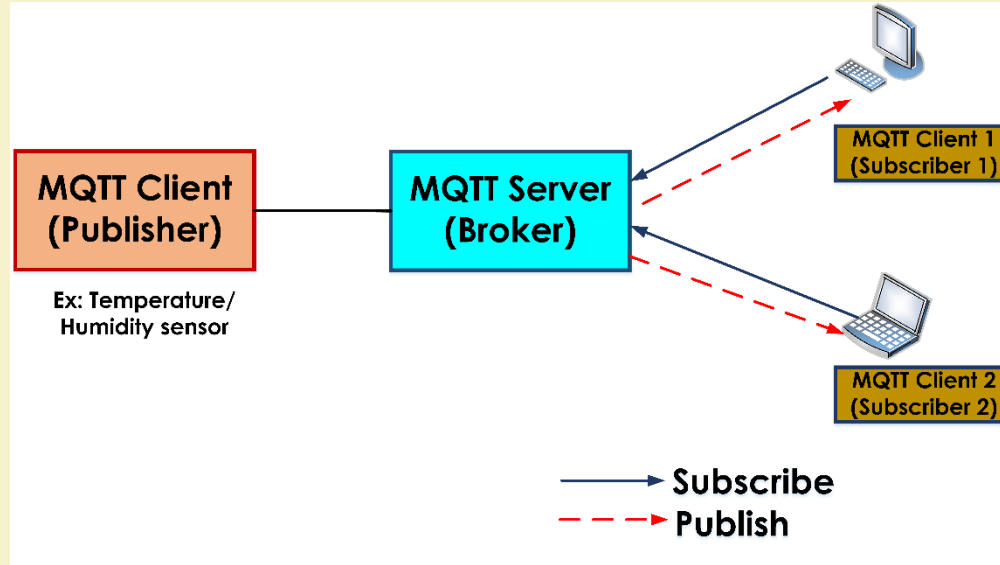 MQTT Client
(Publisher)
Ex: Temperature/
Humidity sensor
MQTT Server
(Broker)
MQTT Client 1
(Subscriber 1)
MQTT Client 2
(Subscriber 2)
Subscribe
Publish